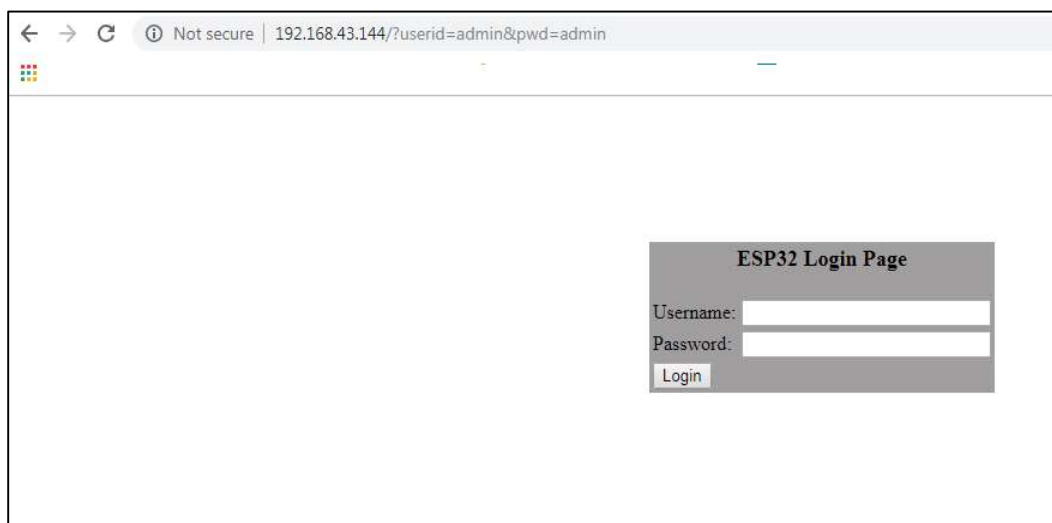 Not secure | 192.168.43.144/?userid=admin&pwd=admin
ESP32 Login Page
Username:
Password:
Login